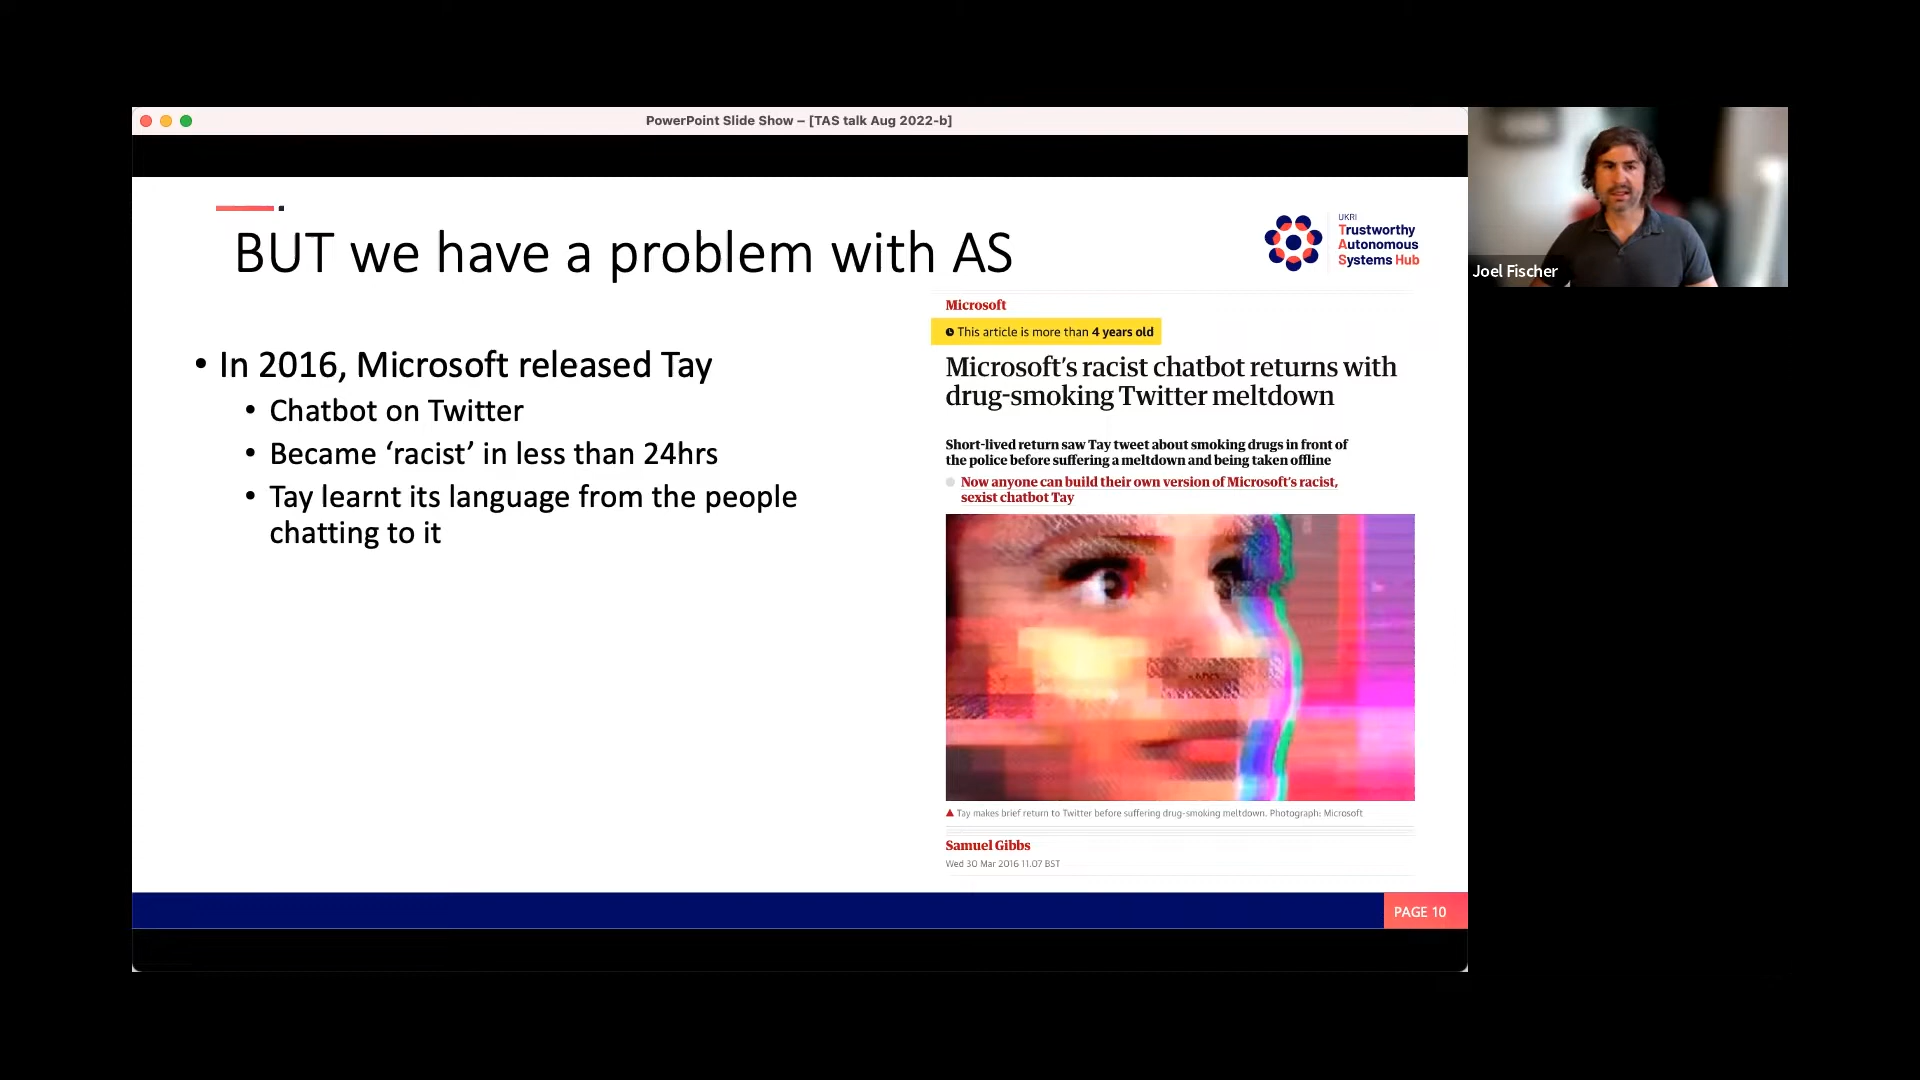 PowerPoint Slide Show – [TAS talk Aug 2022-b]
BUT we have a problem with AS
UKRI
Trustworthy
Autonomous
Systems Hub
Joel Fischer
• In 2016, Microsoft released Tay
• Chatbot on Twitter
• Became ‘racist’ in less than 24hrs
• Tay learnt its language from the people
chatting to it
Microsoft
This article is more than 4 years old
Microsoft’s racist chatbot returns with
drug-smoking Twitter meltdown
Short-lived return saw Tay tweet about smoking drugs in front of
the police before suffering a meltdown and being taken offline
Now anyone can build their own version of Microsoft’s racist,
sexist chatbot Tay
Tay makes brief return to Twitter before suffering drug-smoking meltdown. Photograph: Microsoft
Samuel Gibbs
Wed 30 Mar 2016 11.07 BST
PAGE 10